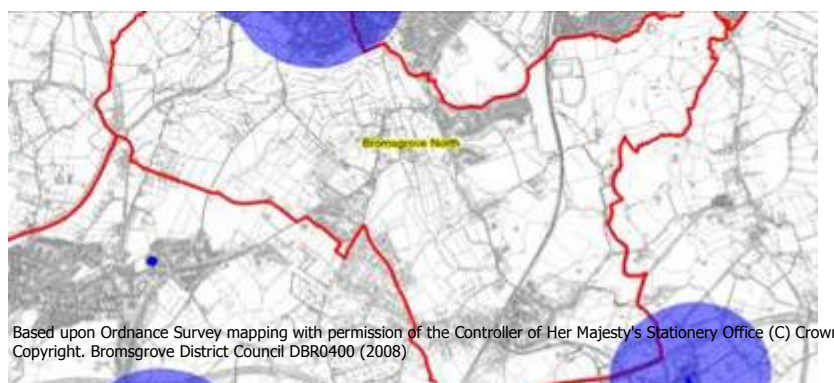 Bromsgrove North
Based upon Ordnance Survey mapping with permission of the Controller of Her Majesty's Stationery Office (C) Crown
Copyright. Bromsgrove District Council DBR0400 (2008)